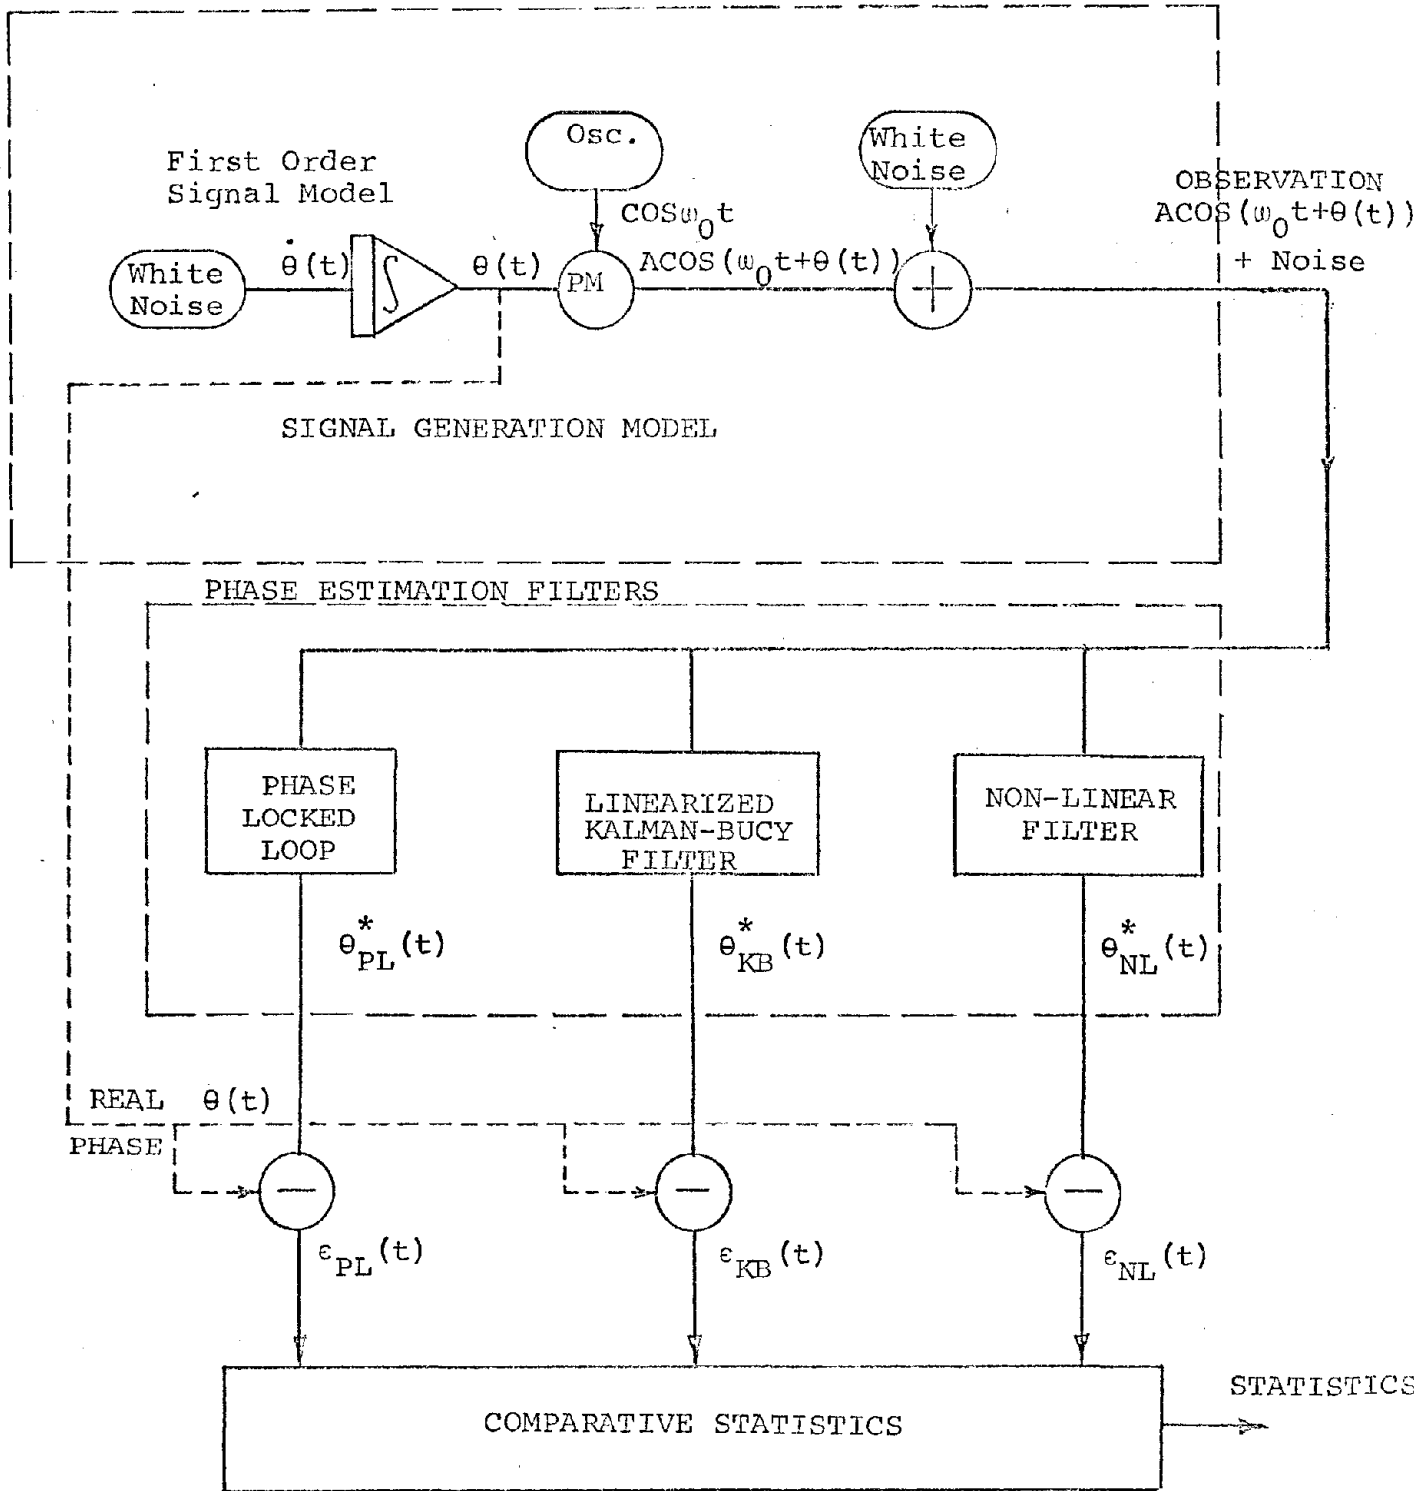 First Order
Signal Model
White
Noise
θ̇(t)
∫
θ(t)
Osc.
COSω₀t
PM
ACOS(ω₀t+θ(t))
White
Noise
+
OBSERVATION
ACOS(ω₀t+θ(t))
+ Noise
SIGNAL GENERATION MODEL
PHASE ESTIMATION FILTERS
PHASE
LOCKED
LOOP
LINEARIZED
KALMAN-BUCY
FILTER
NON-LINEAR
FILTER
θ*PL(t)
θ*KB(t)
θ*NL(t)
REAL θ(t)
PHASE
−
−
−
εPL(t)
εKB(t)
εNL(t)
COMPARATIVE STATISTICS
STATISTICS